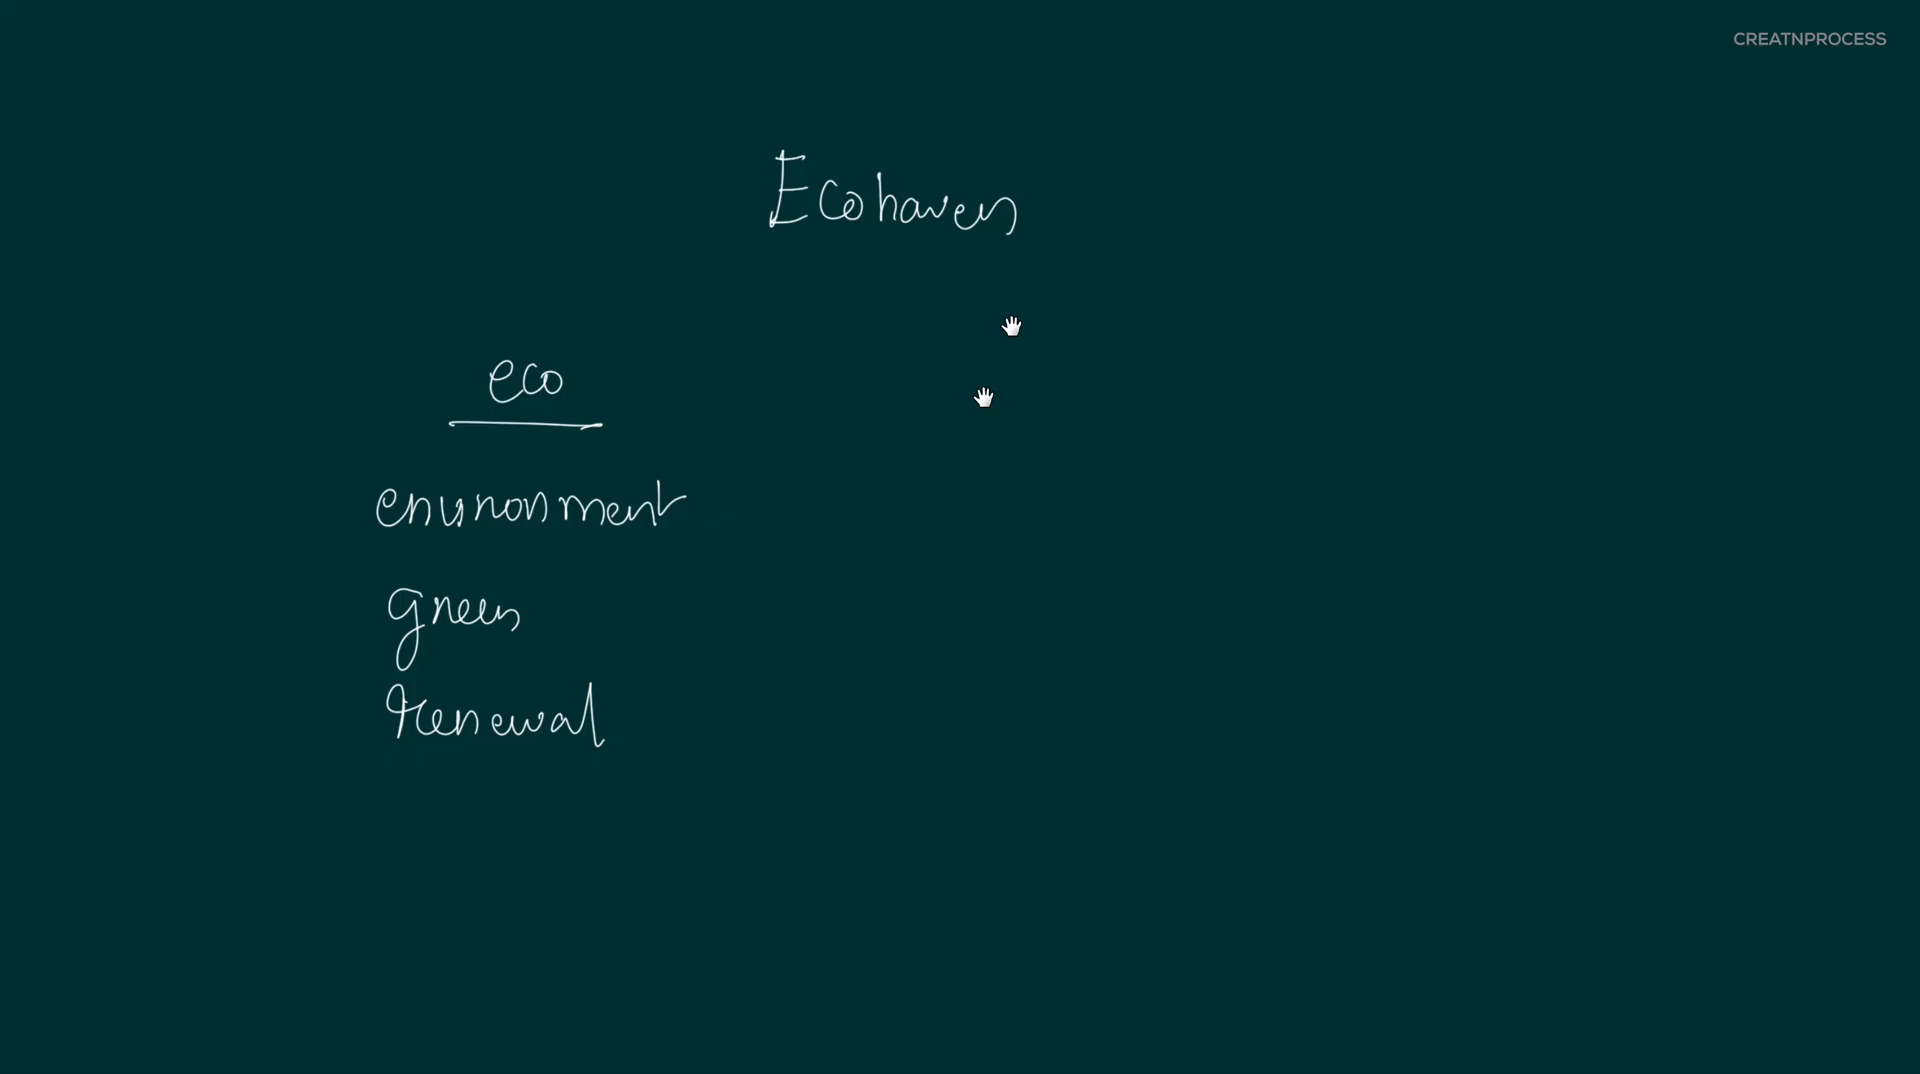 CREATNPROCESS
Ecohaven
eco
environment
green
renewal